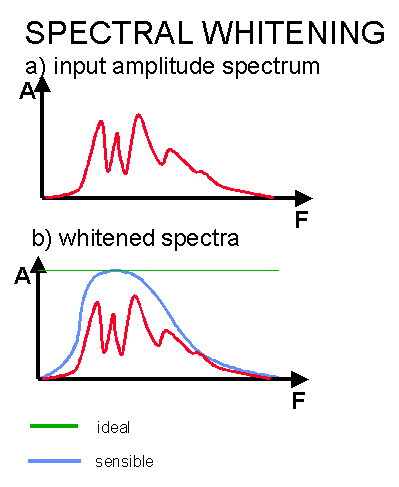 SPECTRAL WHITENING
a) input amplitude spectrum
A
F
b) whitened spectra
A
F
ideal
sensible